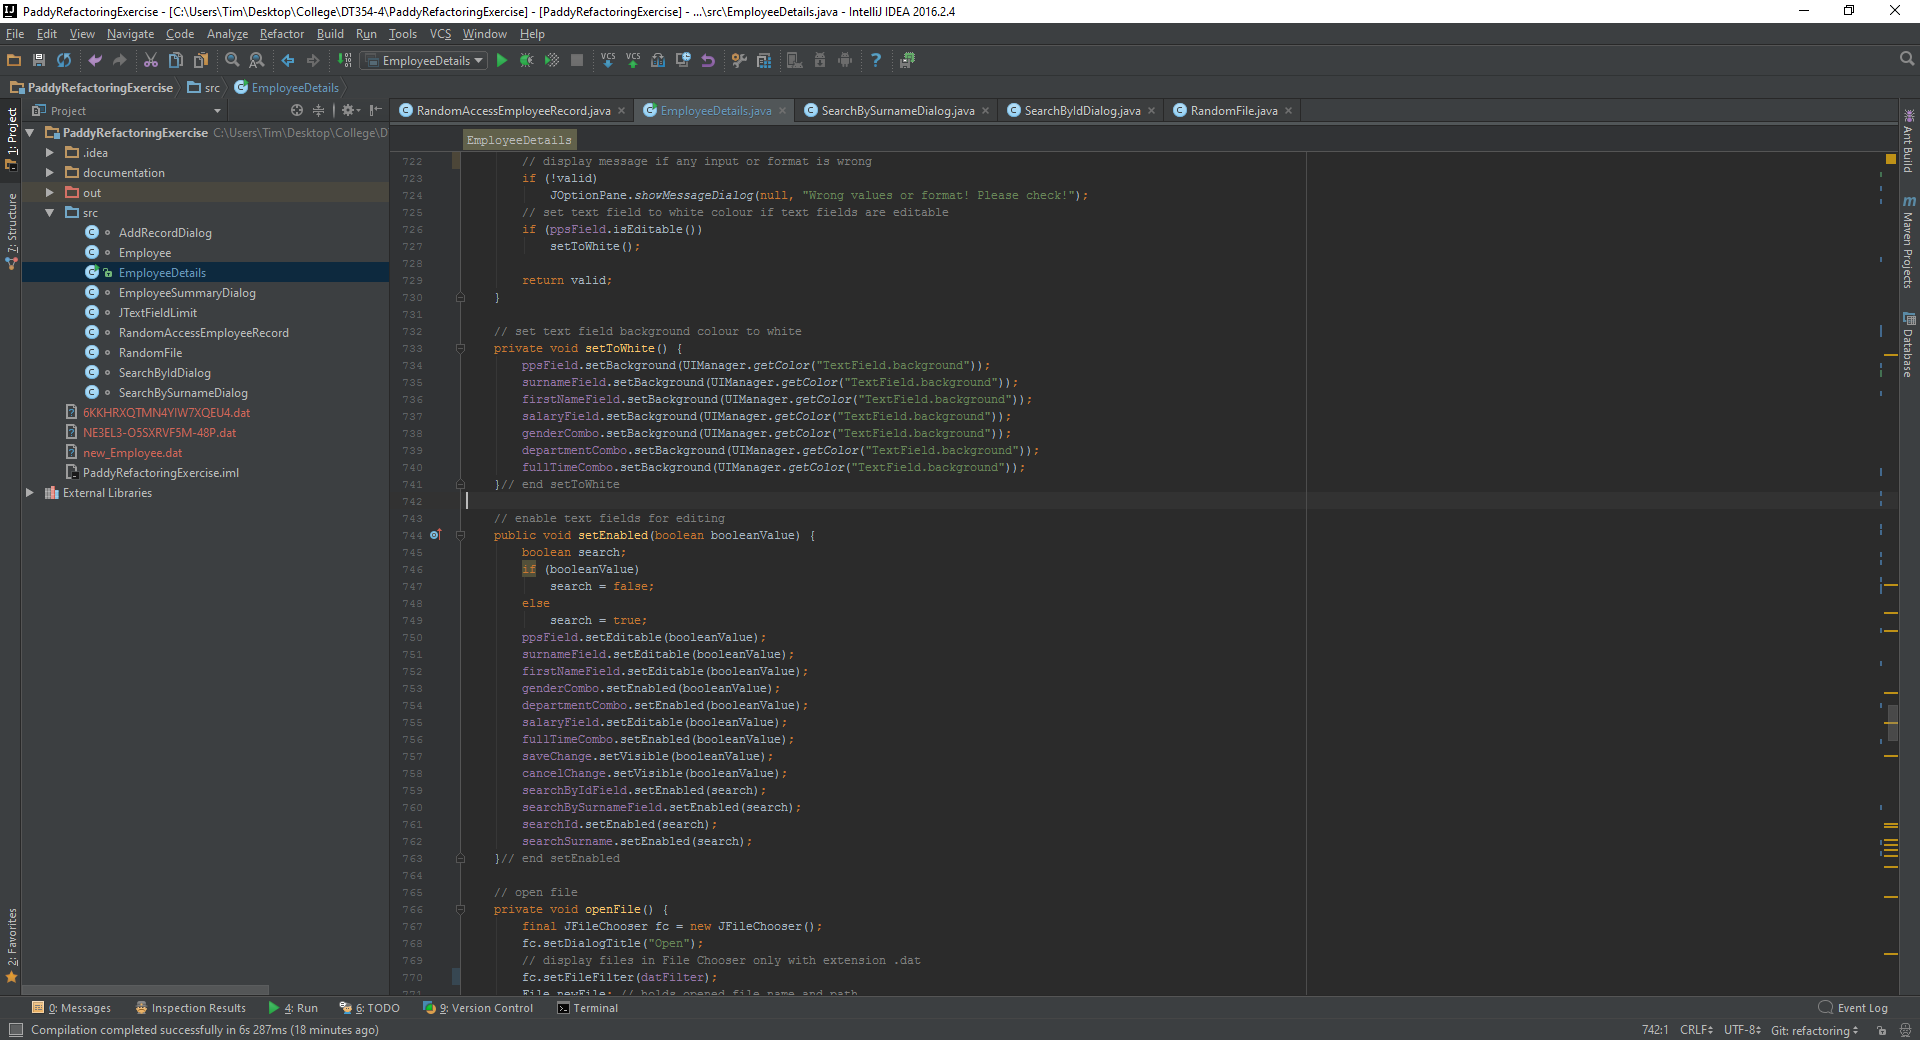 PaddyRefactoringExercise - [C:\Users\Tim\Desktop\College\DT354-4\PaddyRefactoringExercise] - [PaddyRefactoringExercise] - ...\src\EmployeeDetails.java - IntelliJ IDEA 2016.2.4
File Edit View Navigate Code Analyze Refactor Build Run Tools VCS Window Help
EmployeeDetails
PaddyRefactoringExercise src EmployeeDetails
Project
RandomAccessEmployeeRecord.java EmployeeDetails.java SearchBySurnameDialog.java SearchByIdDialog.java RandomFile.java
1: Project
7: Structure
2: Favorites
PaddyRefactoringExercise C:\Users\Tim\Desktop\College\D
.idea
documentation
out
src
AddRecordDialog
Employee
EmployeeDetails
EmployeeSummaryDialog
JTextFieldLimit
RandomAccessEmployeeRecord
RandomFile
SearchByIdDialog
SearchBySurnameDialog
6KKHRXQTMN4YIW7XQEU4.dat
NE3EL3-O5SXRVF5M-48P.dat
new_Employee.dat
PaddyRefactoringExercise.iml
External Libraries
EmployeeDetails
722 // display message if any input or format is wrong
723 if (!valid)
724 JOptionPane.showMessageDialog(null, "Wrong values or format! Please check!");
725 // set text field to white colour if text fields are editable
726 if (ppsField.isEditable())
727 setToWhite();
728
729 return valid;
730 }
731
732 // set text field background colour to white
733 private void setToWhite() {
734 ppsField.setBackground(UIManager.getColor("TextField.background"));
735 surnameField.setBackground(UIManager.getColor("TextField.background"));
736 firstNameField.setBackground(UIManager.getColor("TextField.background"));
737 salaryField.setBackground(UIManager.getColor("TextField.background"));
738 genderCombo.setBackground(UIManager.getColor("TextField.background"));
739 departmentCombo.setBackground(UIManager.getColor("TextField.background"));
740 fullTimeCombo.setBackground(UIManager.getColor("TextField.background"));
741 }// end setToWhite
742
743 // enable text fields for editing
744 public void setEnabled(boolean booleanValue) {
745 boolean search;
746 if (booleanValue)
747 search = false;
748 else
749 search = true;
750 ppsField.setEditable(booleanValue);
751 surnameField.setEditable(booleanValue);
752 firstNameField.setEditable(booleanValue);
753 genderCombo.setEnabled(booleanValue);
754 departmentCombo.setEnabled(booleanValue);
755 salaryField.setEditable(booleanValue);
756 fullTimeCombo.setEnabled(booleanValue);
757 saveChange.setVisible(booleanValue);
758 cancelChange.setVisible(booleanValue);
759 searchByIdField.setEnabled(search);
760 searchBySurnameField.setEnabled(search);
761 searchId.setEnabled(search);
762 searchSurname.setEnabled(search);
763 }// end setEnabled
764
765 // open file
766 private void openFile() {
767 final JFileChooser fc = new JFileChooser();
768 fc.setDialogTitle("Open");
769 // display files in File Chooser only with extension .dat
770 fc.setFileFilter(datFilter);
771 File newFile; // holds opened file name and path
Ant Build
Maven Projects
Database
0: Messages Inspection Results 4: Run 6: TODO 9: Version Control Terminal Event Log
Compilation completed successfully in 6s 287ms (18 minutes ago) 742:1 CRLF UTF-8 Git: refactoring